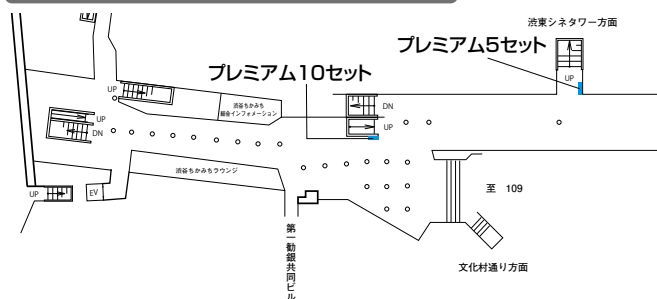 渋東シネタワー方面
プレミアム5セット
プレミアム10セット
EV
UP
UP
渋谷ちかみち
総合インフォメーション
DN
UP
UP
DN
渋谷ちかみちラウンジ
UP
EV
至 109
第一勧銀共同ビル
文化村通り方面